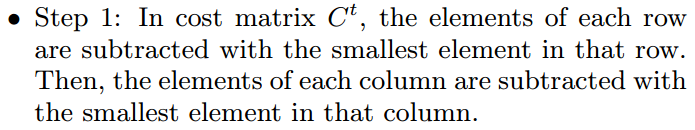 • Step 1: In cost matrix $C^t$, the elements of each row
are subtracted with the smallest element in that row.
Then, the elements of each column are subtracted with
the smallest element in that column.